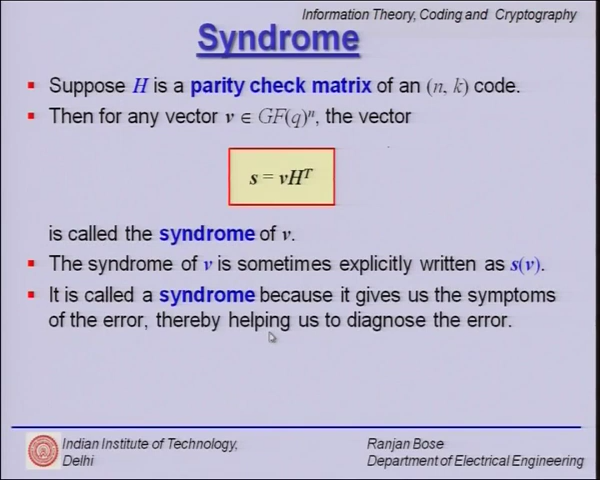 Information Theory, Coding and Cryptography
Syndrome
Suppose H is a parity check matrix of an (n, k) code.
Then for any vector v ∈ GF(q)ⁿ, the vector
s = vHᵀ
is called the syndrome of v.
The syndrome of v is sometimes explicitly written as s(v).
It is called a syndrome because it gives us the symptoms
of the error, thereby helping us to diagnose the error.
Indian Institute of Technology, Ranjan Bose
Delhi Department of Electrical Engineering